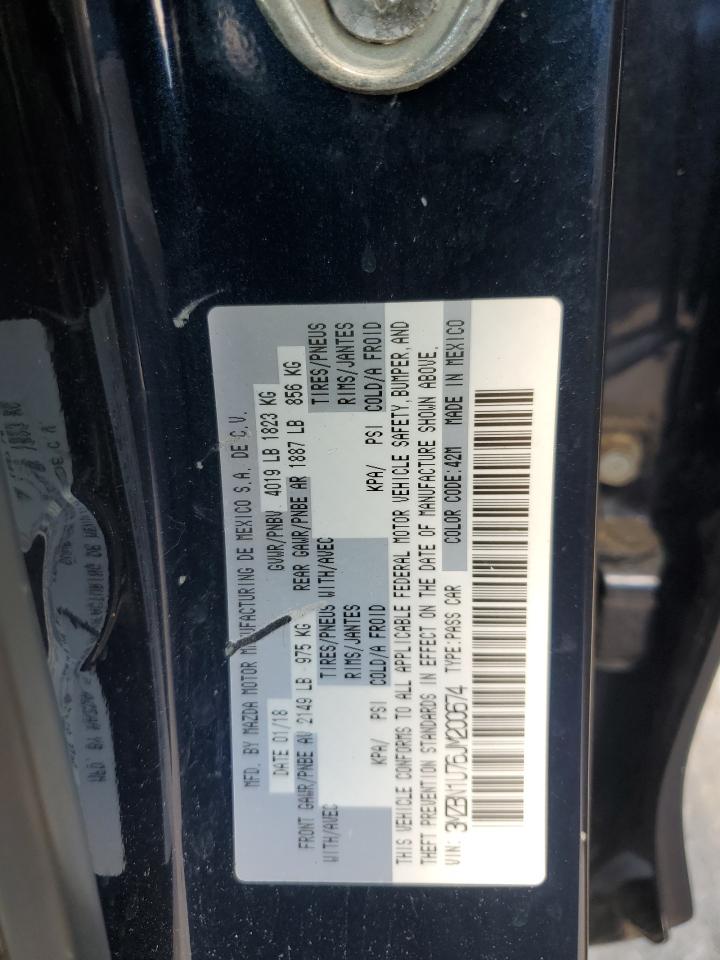 MFD. BY MAZDA MOTOR MANUFACTURING DE MEXICO S.A. DE C.V.
DATE 01/18 GVWR/PNBV 4019 LB 1823 KG
FRONT GAWR/PNBE AV 2149 LB 975 KG REAR GAWR/PNBE AR 1887 LB 856 KG
WITH/AVEC TIRES/PNEUS WITH/AVEC TIRES/PNEUS
RIMS/JANTES RIMS/JANTES
KPA/ PSI COLD/A FROID KPA/ PSI COLD/A FROID
THIS VEHICLE CONFORMS TO ALL APPLICABLE FEDERAL MOTOR VEHICLE SAFETY, BUMPER, AND
THEFT PREVENTION STANDARDS IN EFFECT ON THE DATE OF MANUFACTURE SHOWN ABOVE.
VIN: 3MZBN1U76JM200674 TYPE:PASS CAR COLOR CODE:42M MADE IN MEXICO